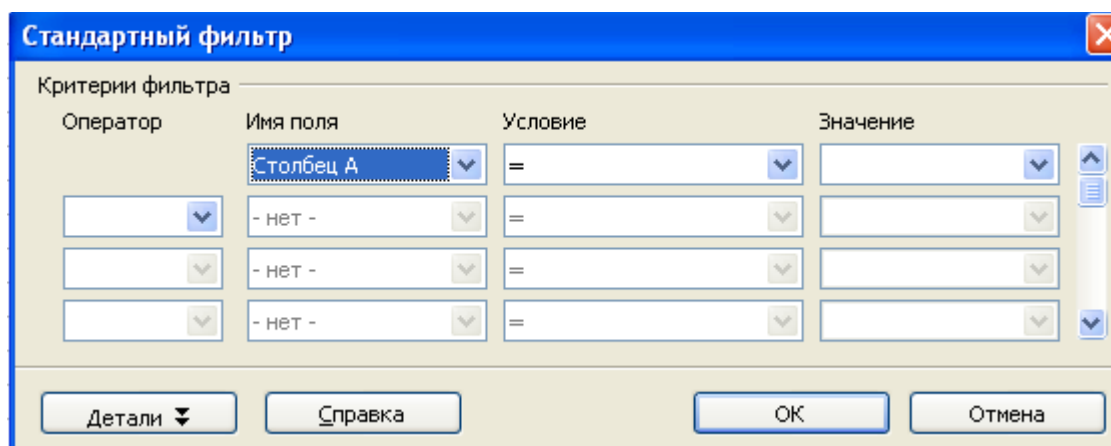 Стандартный фильтр
Критерии фильтра
Оператор Имя поля Условие Значение
Столбец А =
- нет - =
- нет - =
- нет - =
Детали Справка ОК Отмена